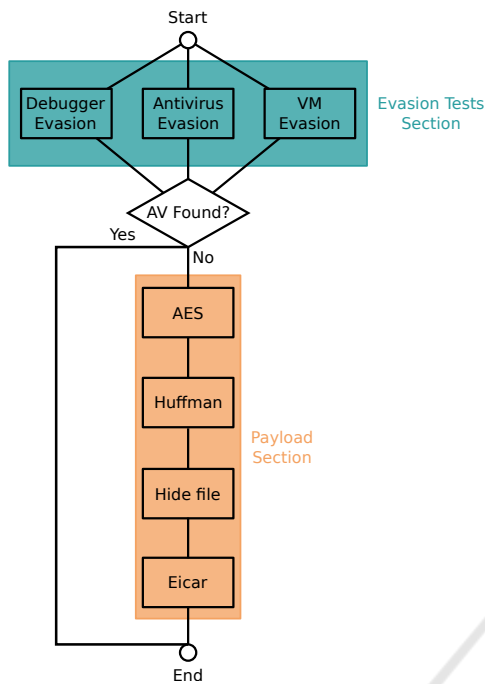 Start
Debugger
Evasion
Antivirus
Evasion
VM
Evasion
Evasion Tests
Section
AV Found?
Yes
No
AES
Huffman
Payload
Section
Hide file
Eicar
End